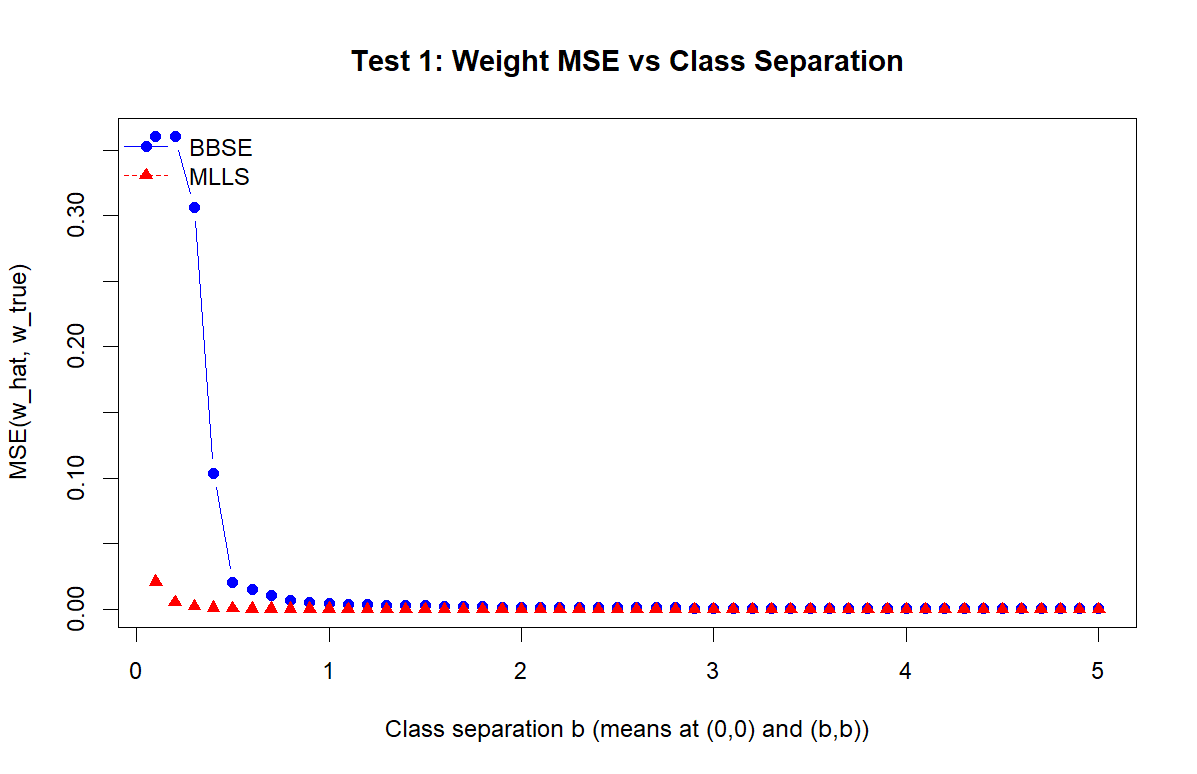 Test 1: Weight MSE vs Class Separation
BBSE
MLLS
MSE(w_hat, w_true)
0.30
0.20
0.10
0.00
0 1 2 3 4 5
Class separation b (means at (0,0) and (b,b))